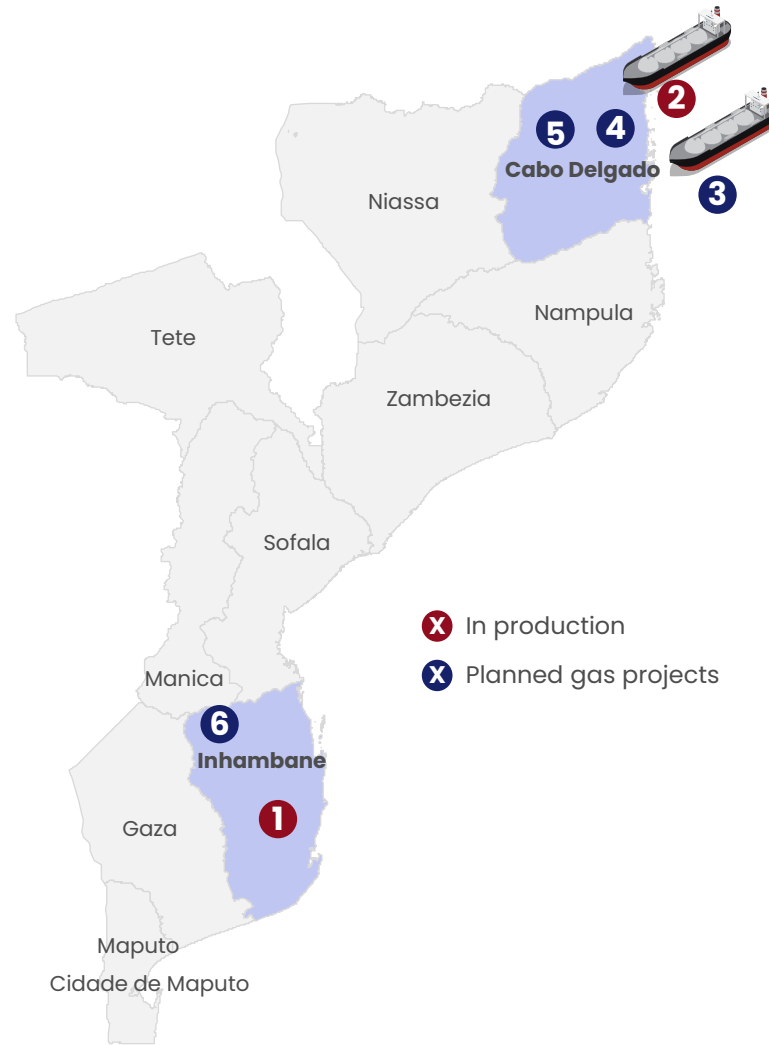 2
5
4
Cabo Delgado
3
Niassa
Nampula
Tete
Zambezia
Sofala
X In production
X Planned gas projects
Manica
6
Inhambane
1
Gaza
Maputo
Cidade de Maputo